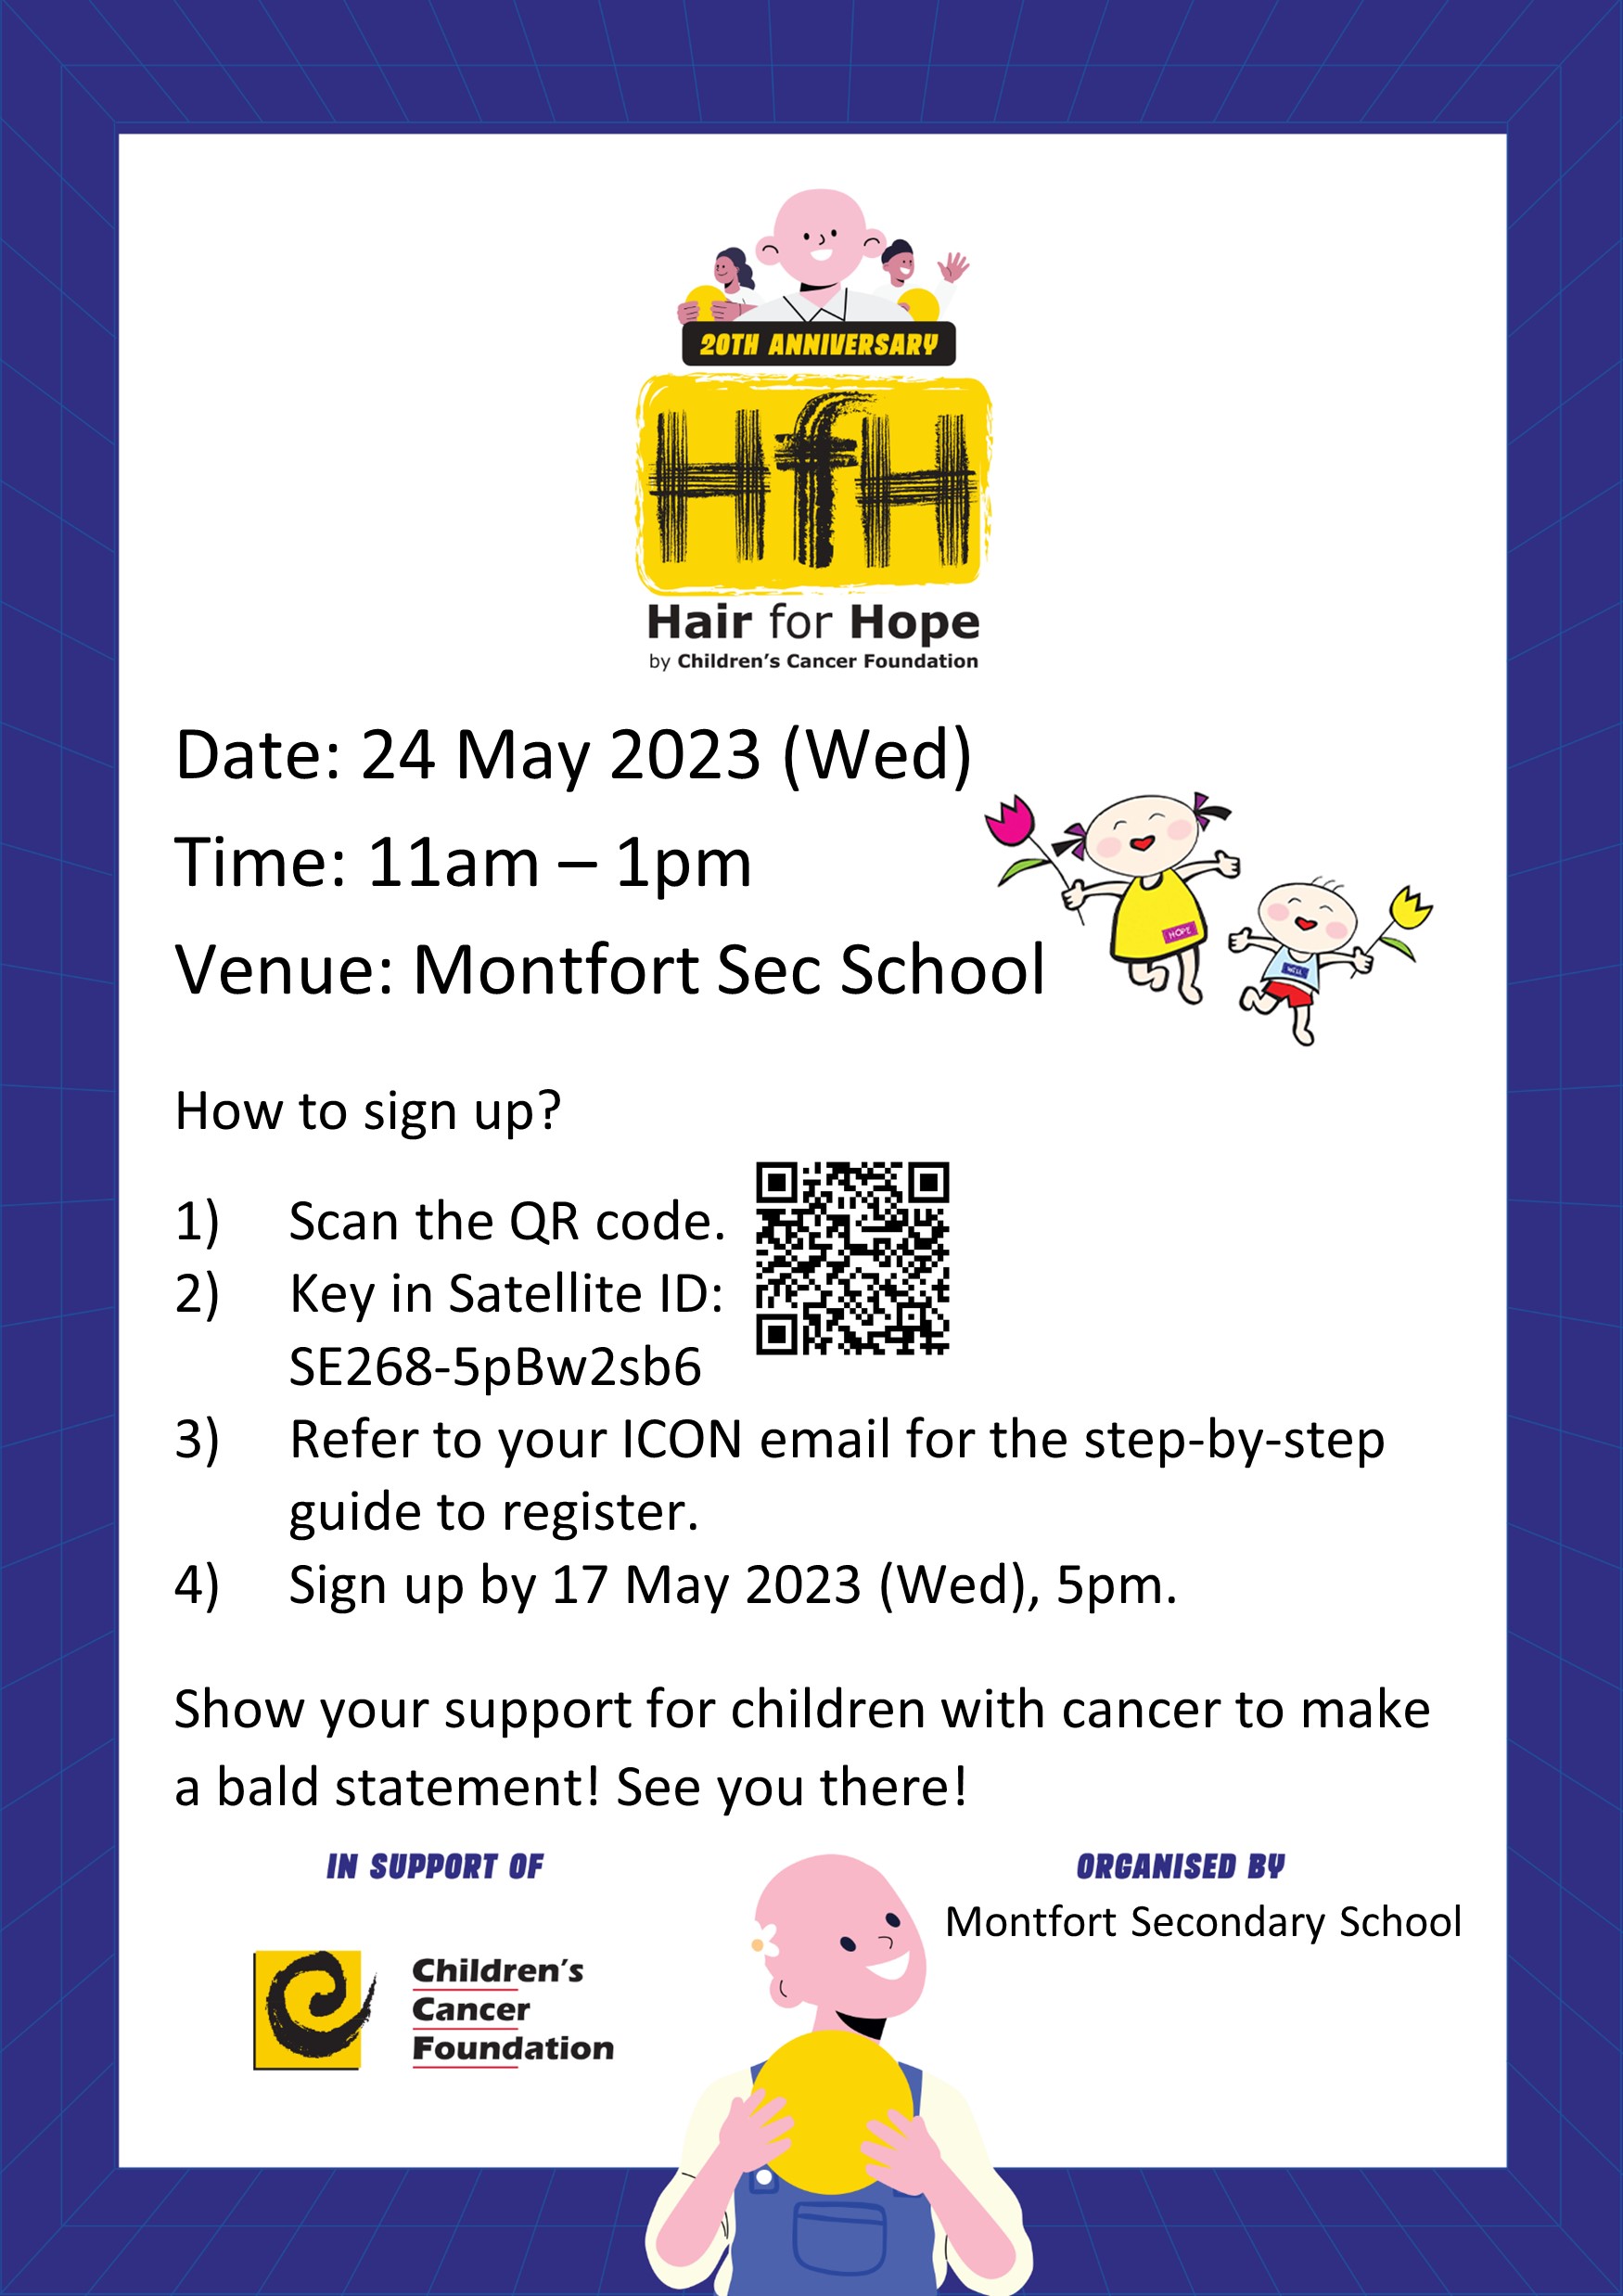 20TH ANNIVERSARY
HfH
Hair for Hope
by Children's Cancer Foundation
Date: 24 May 2023 (Wed)
Time: 11am – 1pm
Venue: Montfort Sec School
HOPE
WILL
How to sign up?
1) Scan the QR code.
2) Key in Satellite ID:
SE268-5pBw2sb6
3) Refer to your ICON email for the step-by-step
guide to register.
4) Sign up by 17 May 2023 (Wed), 5pm.
Show your support for children with cancer to make
a bald statement! See you there!
IN SUPPORT OF
Children's
Cancer
Foundation
ORGANISED BY
Montfort Secondary School